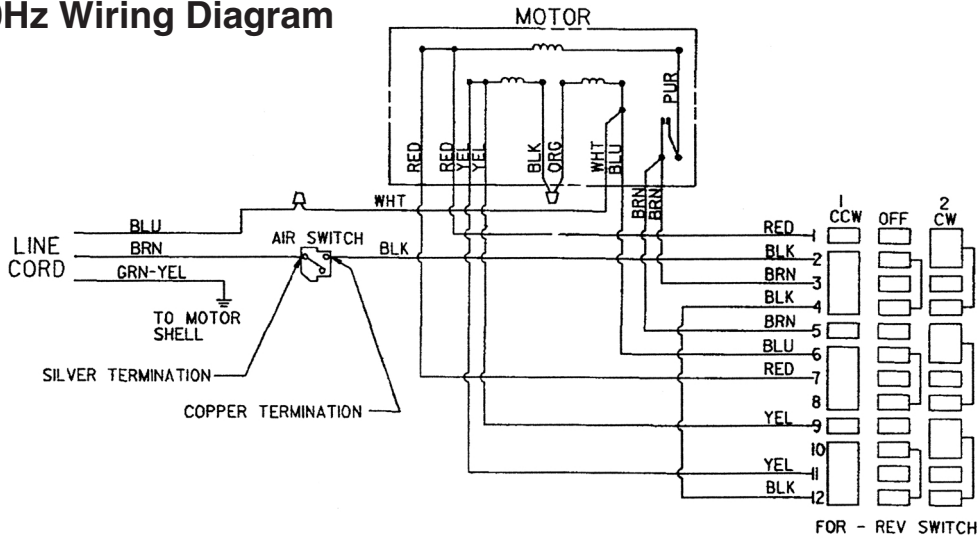 0Hz Wiring Diagram
MOTOR
PUR
RED
RED
YEL
YEL
BLK
ORG
WHT
BLU
BRN
BRN
WHT
BLU
LINE
CORD
BRN
GRN-YEL
AIR SWITCH
BLK
TO MOTOR
SHELL
SILVER TERMINATION
COPPER TERMINATION
1
CCW
OFF
2
CW
RED 1
BLK 2
BRN 3
BLK 4
BRN 5
BLU 6
RED 7
8
YEL 9
10
YEL 11
BLK 12
FOR - REV SWITCH